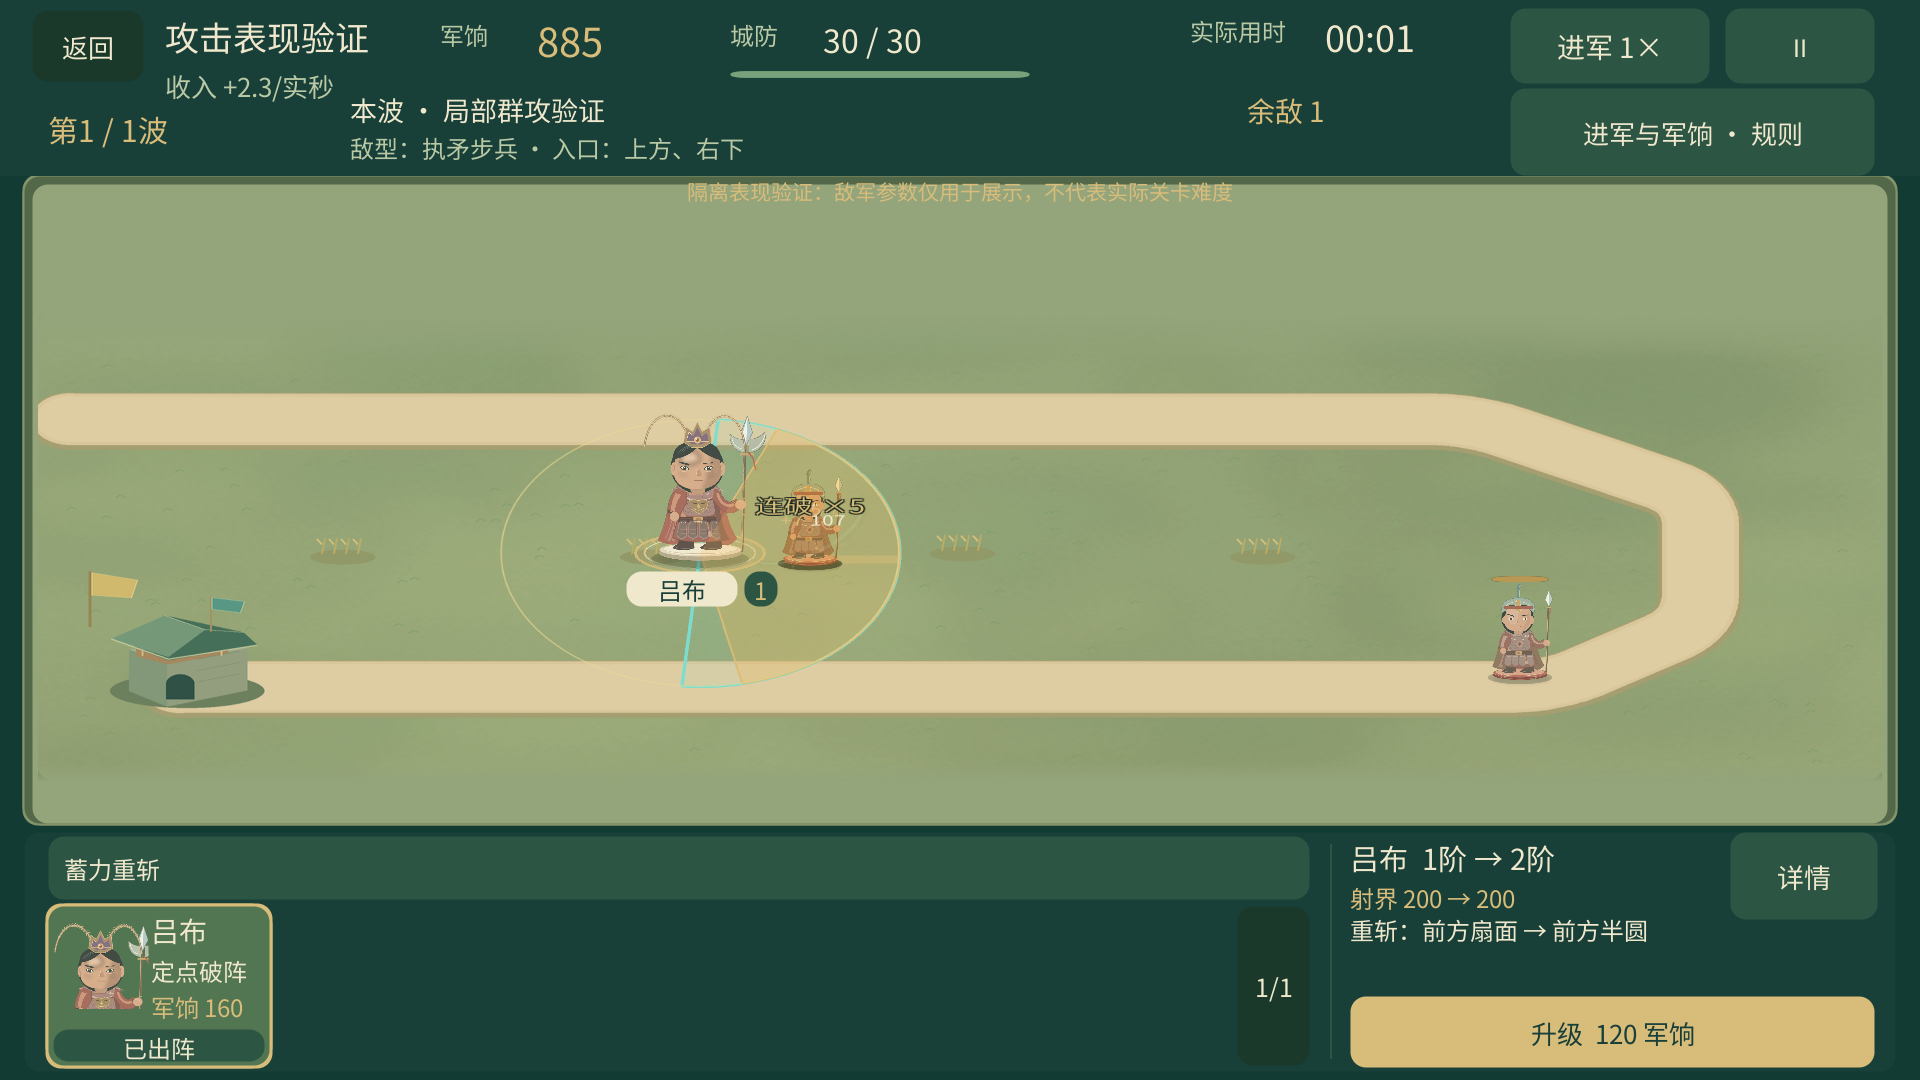 返回
攻击表现验证
收入 +2.3/实秒
军饷
885
城防
30 / 30
实际用时
00:01
进军 1×
II
第1 / 1波
本波 · 局部群攻验证
敌型：执矛步兵 · 入口：上方、右下
余敌 1
进军与军饷 · 规则
隔离表现验证：敌军参数仅用于展示，不代表实际关卡难度
连破 ×5
107
吕布
1
蓄力重斩
吕布
定点破阵
军饷 160
已出阵
1/1
吕布 1阶 → 2阶
射界 200 → 200
重斩：前方扇面 → 前方半圆
详情
升级 120 军饷